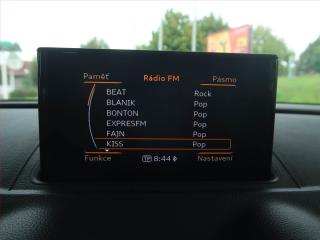 Paměť Rádio FM Pásmo
BEAT Rock
BLANIK Pop
BONTON Pop
EXPRESFM Pop
FAJN Pop
KISS Pop
Funkce TP 8:44 Nastavení